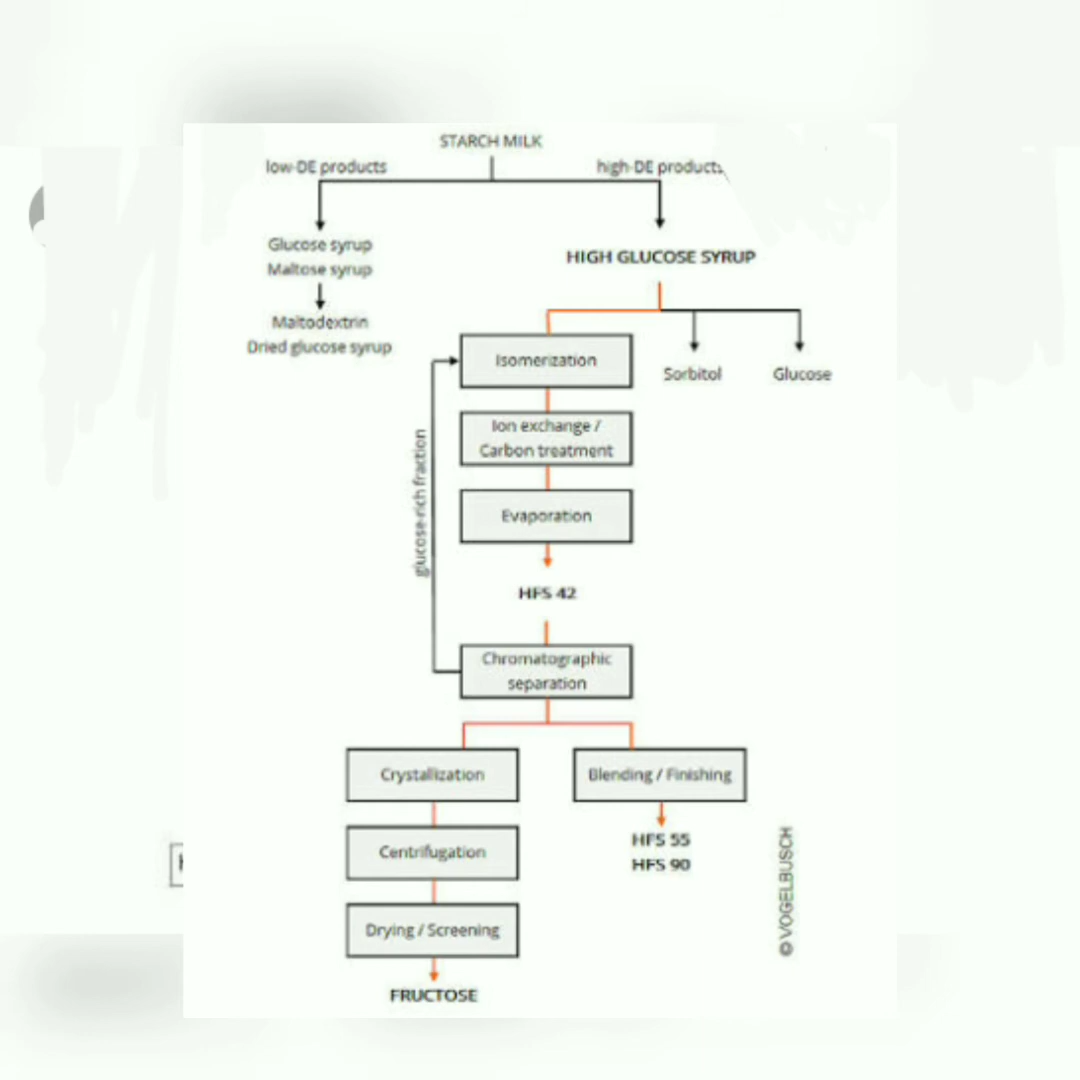 STARCH MILK
low-DE products
high-DE products
Glucose syrup
Maltose syrup
HIGH GLUCOSE SYRUP
Maltodextrin
Dried glucose syrup
Isomerization
Sorbitol
Glucose
Ion exchange /
Carbon treatment
glucose-rich fraction
Evaporation
HFS 42
Chromatographic
separation
Crystallization
Blending / Finishing
HFS 55
HFS 90
Centrifugation
Drying / Screening
FRUCTOSE
© VOGELBUSCH